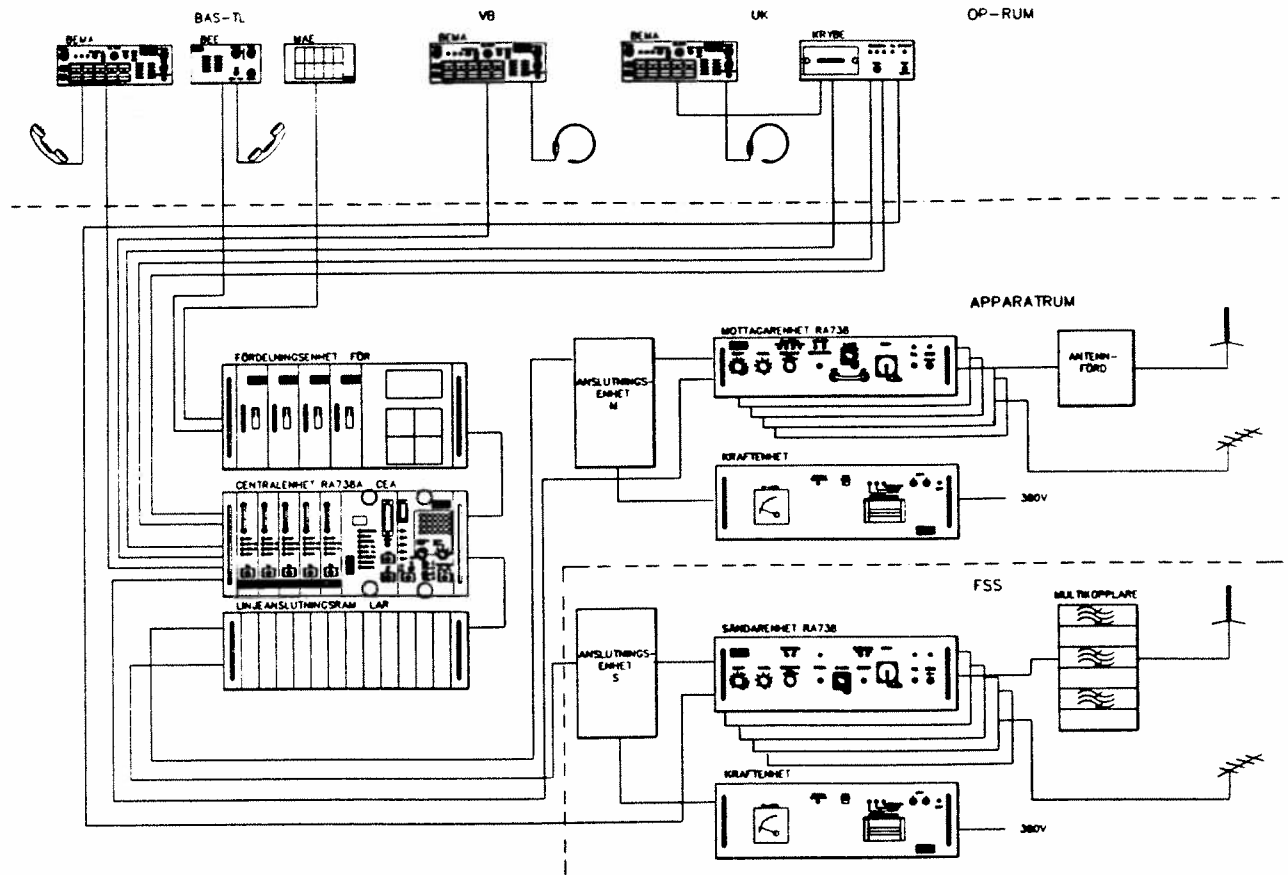 BAS-TL
VB
UK
OP-RUM
BEMA
BEE
MAE
BEMA
BEMA
KRYBE
APPARATRUM
FÖRDELNINGSENHET FÖR
ANSLUTNINGS-
ENHET
M
MOTTAGARENHET RA738
ANTENN-
FÖRD
KRAFTENHET
380V
CENTRALENHET RA738A CEA
LINJEANSLUTNINGSRAM LAR
FSS
ANSLUTNINGS-
ENHET
S
SÄNDARENHET RA738
MULTIKOPPLARE
KRAFTENHET
380V